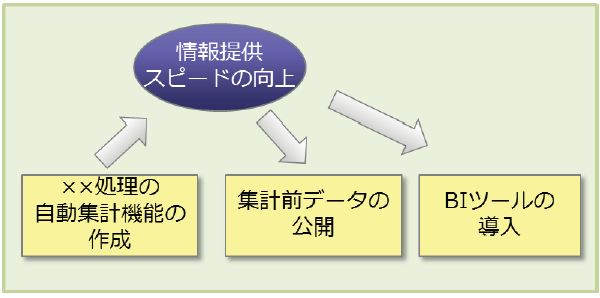 情報提供
スピードの向上
××処理の
自動集計機能の
作成
集計前データの
公開
BIツールの
導入